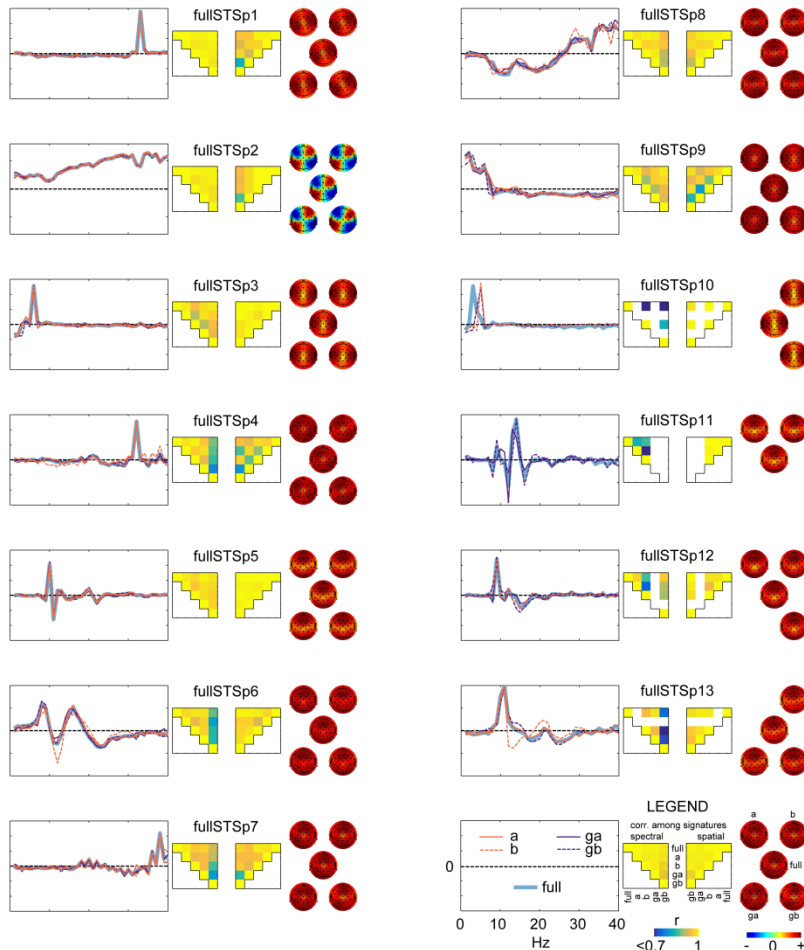 fullSTSp1
fullSTSp8
fullSTSp2
fullSTSp9
fullSTSp3
fullSTSp10
fullSTSp4
fullSTSp11
fullSTSp5
fullSTSp12
fullSTSp6
fullSTSp13
fullSTSp7
LEGEND
corr. among signatures
spectral spatial
a ga
b gb
full
0
0 10 20 30 40
Hz
full
a
b
ga
gb
full a b ga gb
gb ga b a full
r
<0.7 1
a b
full
ga gb
- 0 +